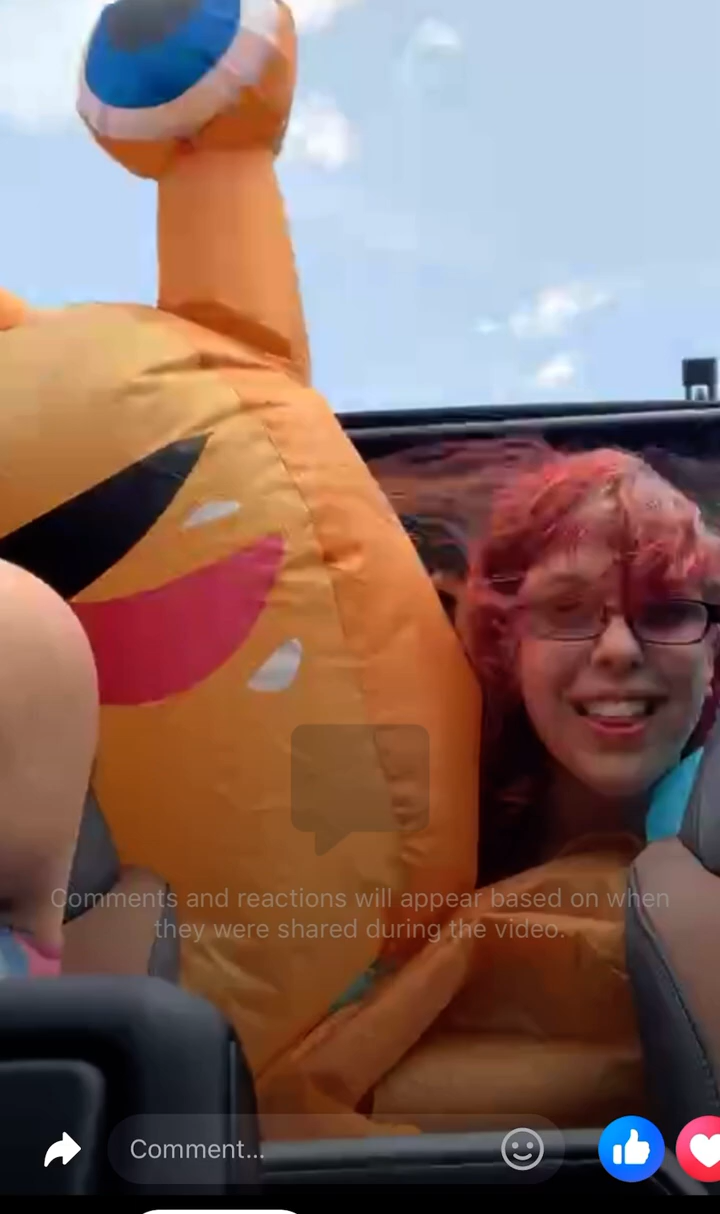 Comments and reactions will appear based on when
they were shared during the video.
Comment...